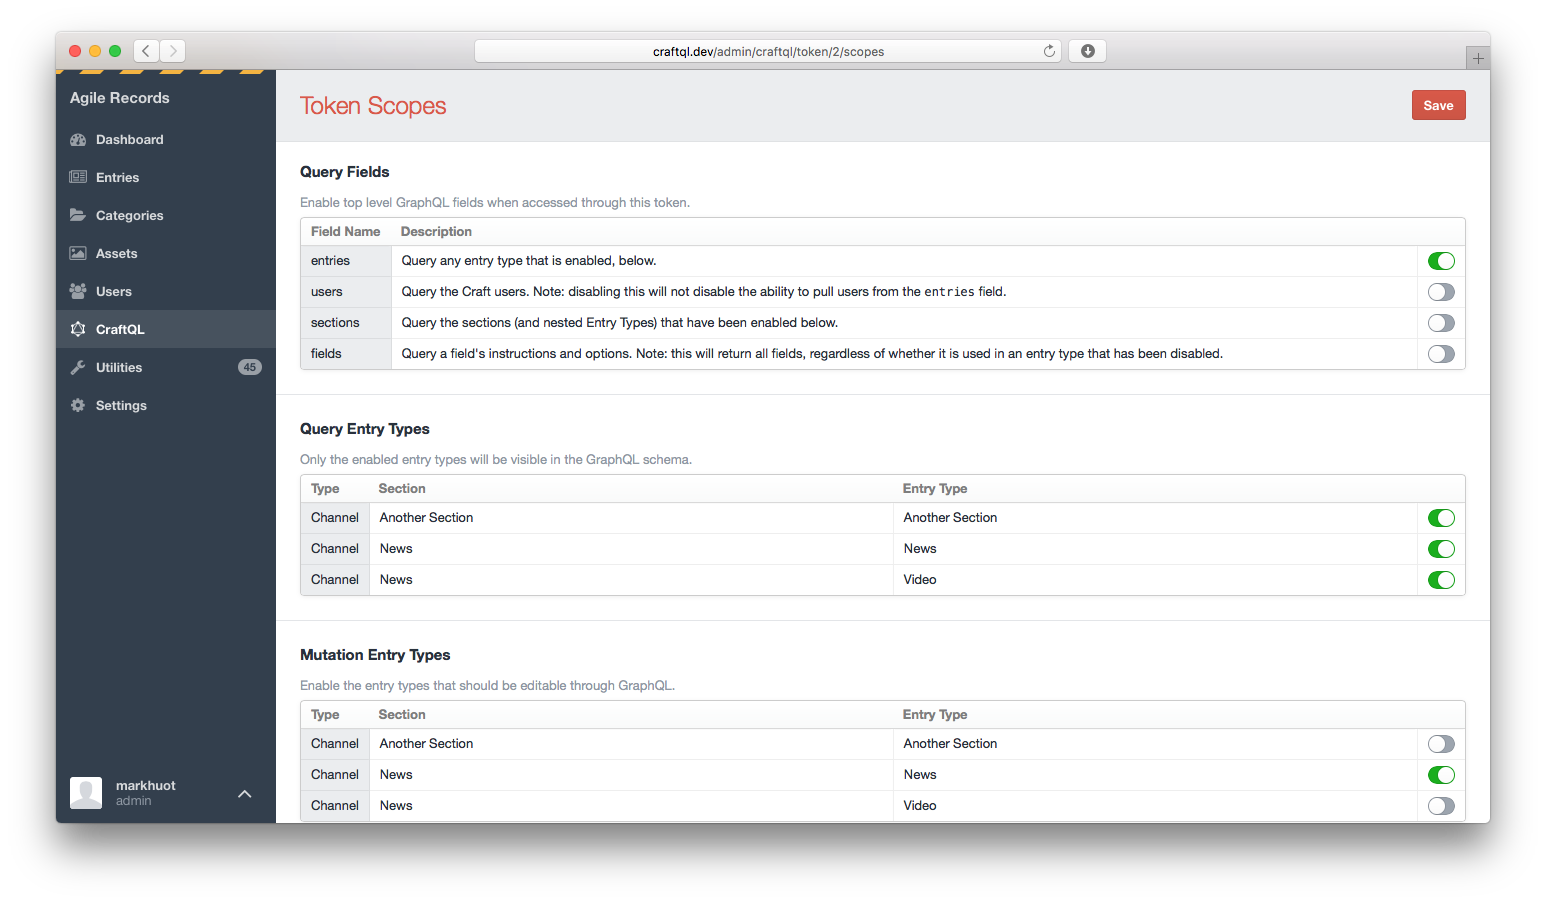 craftql.dev/admin/craftql/token/2/scopes
Agile Records
Dashboard
Entries
Categories
Assets
Users
CraftQL
Utilities 45
Settings
markhuot
admin
Token Scopes
Save
Query Fields
Enable top level GraphQL fields when accessed through this token.
Field Name Description
entries Query any entry type that is enabled, below.
users Query the Craft users. Note: disabling this will not disable the ability to pull users from the entries field.
sections Query the sections (and nested Entry Types) that have been enabled below.
fields Query a field's instructions and options. Note: this will return all fields, regardless of whether it is used in an entry type that has been disabled.
Query Entry Types
Only the enabled entry types will be visible in the GraphQL schema.
Type Section Entry Type
Channel Another Section Another Section
Channel News News
Channel News Video
Mutation Entry Types
Enable the entry types that should be editable through GraphQL.
Type Section Entry Type
Channel Another Section Another Section
Channel News News
Channel News Video